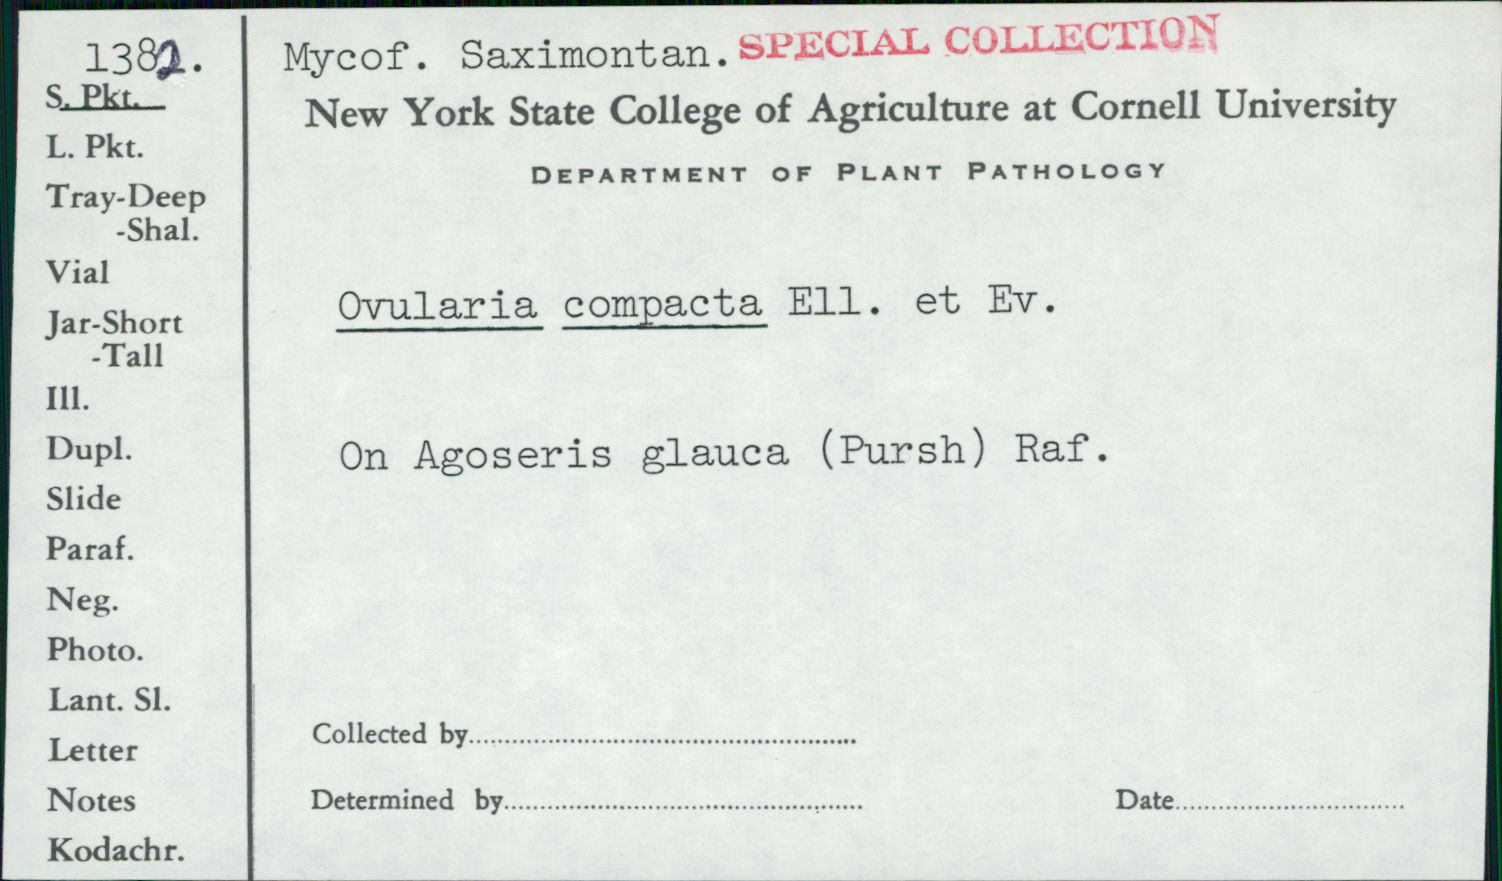 1382.
S. Pkt.
L. Pkt.
Tray-Deep
-Shal.
Vial
Jar-Short
-Tall
Ill.
Dupl.
Slide
Paraf.
Neg.
Photo.
Lant. Sl.
Letter
Notes
Kodachr.
Mycof. Saximontan. SPECIAL COLLECTION
New York State College of Agriculture at Cornell University
DEPARTMENT OF PLANT PATHOLOGY
Ovularia compacta Ell. et Ev.
On Agoseris glauca (Pursh) Raf.
Collected by
Determined by
Date